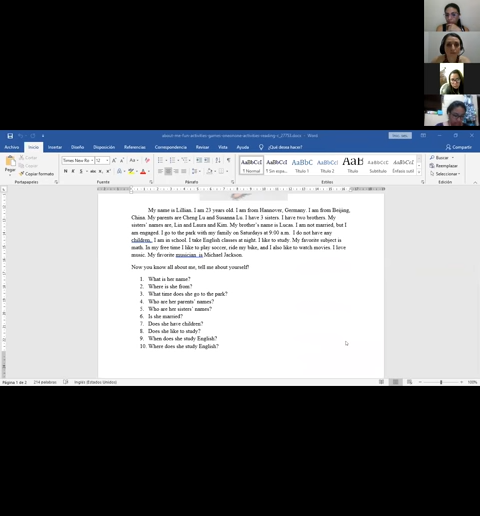 about-me-fun-activities-games-
Word
Archivo Inicio Insertar Diseño Disposición Referencias Correspondencia Revisar Vista Ayuda ¿Qué desea hacer? Compartir
Pegar
Cortar
Copiar
Copiar formato
Portapapeles
Times New Ro 12
Fuente
Párrafo
AaBbCcI AaBbCcI AaBbC AaBbCcI AaB AaBbCcD AaBbCcI
1 Normal 1 Sin espa... Título 1 Título 2 Título Subtítulo Énfasis sutil
Estilos
Buscar
Reemplazar
Seleccionar
Edición
My name is Lillian. I am 23 years old. I am from Hannover, Germany. I am from Beijing,
China. My parents are Cheng Lu and Susanna Lu. I have 3 sisters. I have two brothers. My
sisters' names are, Lis and Laura and Kim. My brother's name is Lucas. I am not married, but I
am engaged. I go to the park with my family on Saturdays at 9:00 a.m. I do not have any
children. I am in school. I take English classes at night. I like to study. My favorite subject is
math. In my free time I like to play soccer, ride my bike, and I also like to watch movies. I love
music. My favorite musician is Michael Jackson.
Now you know all about me, tell me about yourself!
1. What is her name?
2. Where is she from?
3. What time does she go to the park?
4. Who are her parents' names?
5. Who are her sisters' names?
6. Is she married?
7. Does she have children?
8. Does she like to study?
9. When does she study English?
10. Where does she study English?
Página 1 de 2 214 palabras Inglés (Estados Unidos) 100%